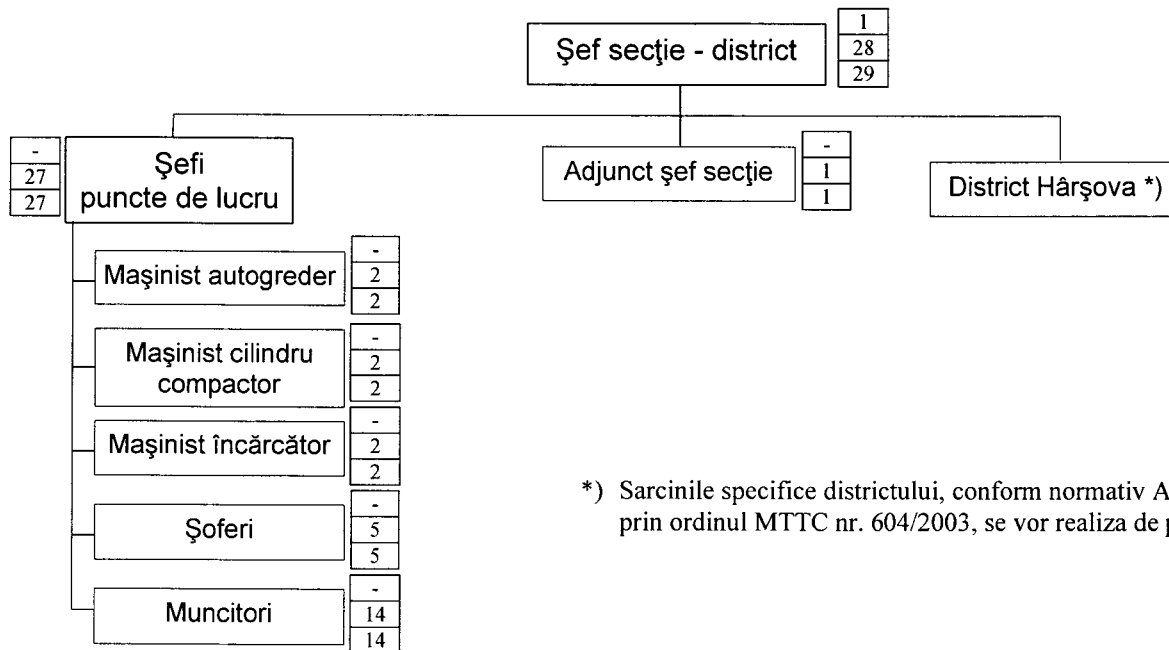 Şef secţie - district
1
28
29
-
27
27
Şefi
puncte de lucru
Adjunct şef secţie
-
1
1
District Hârşova *)
Maşinist autogreder
-
2
2
Maşinist cilindru
compactor
-
2
2
Maşinist încărcător
-
2
2
Şoferi
-
5
5
Muncitori
-
14
14
*) Sarcinile specifice districtului, conform normativ A
prin ordinul MTTC nr. 604/2003, se vor realiza de p